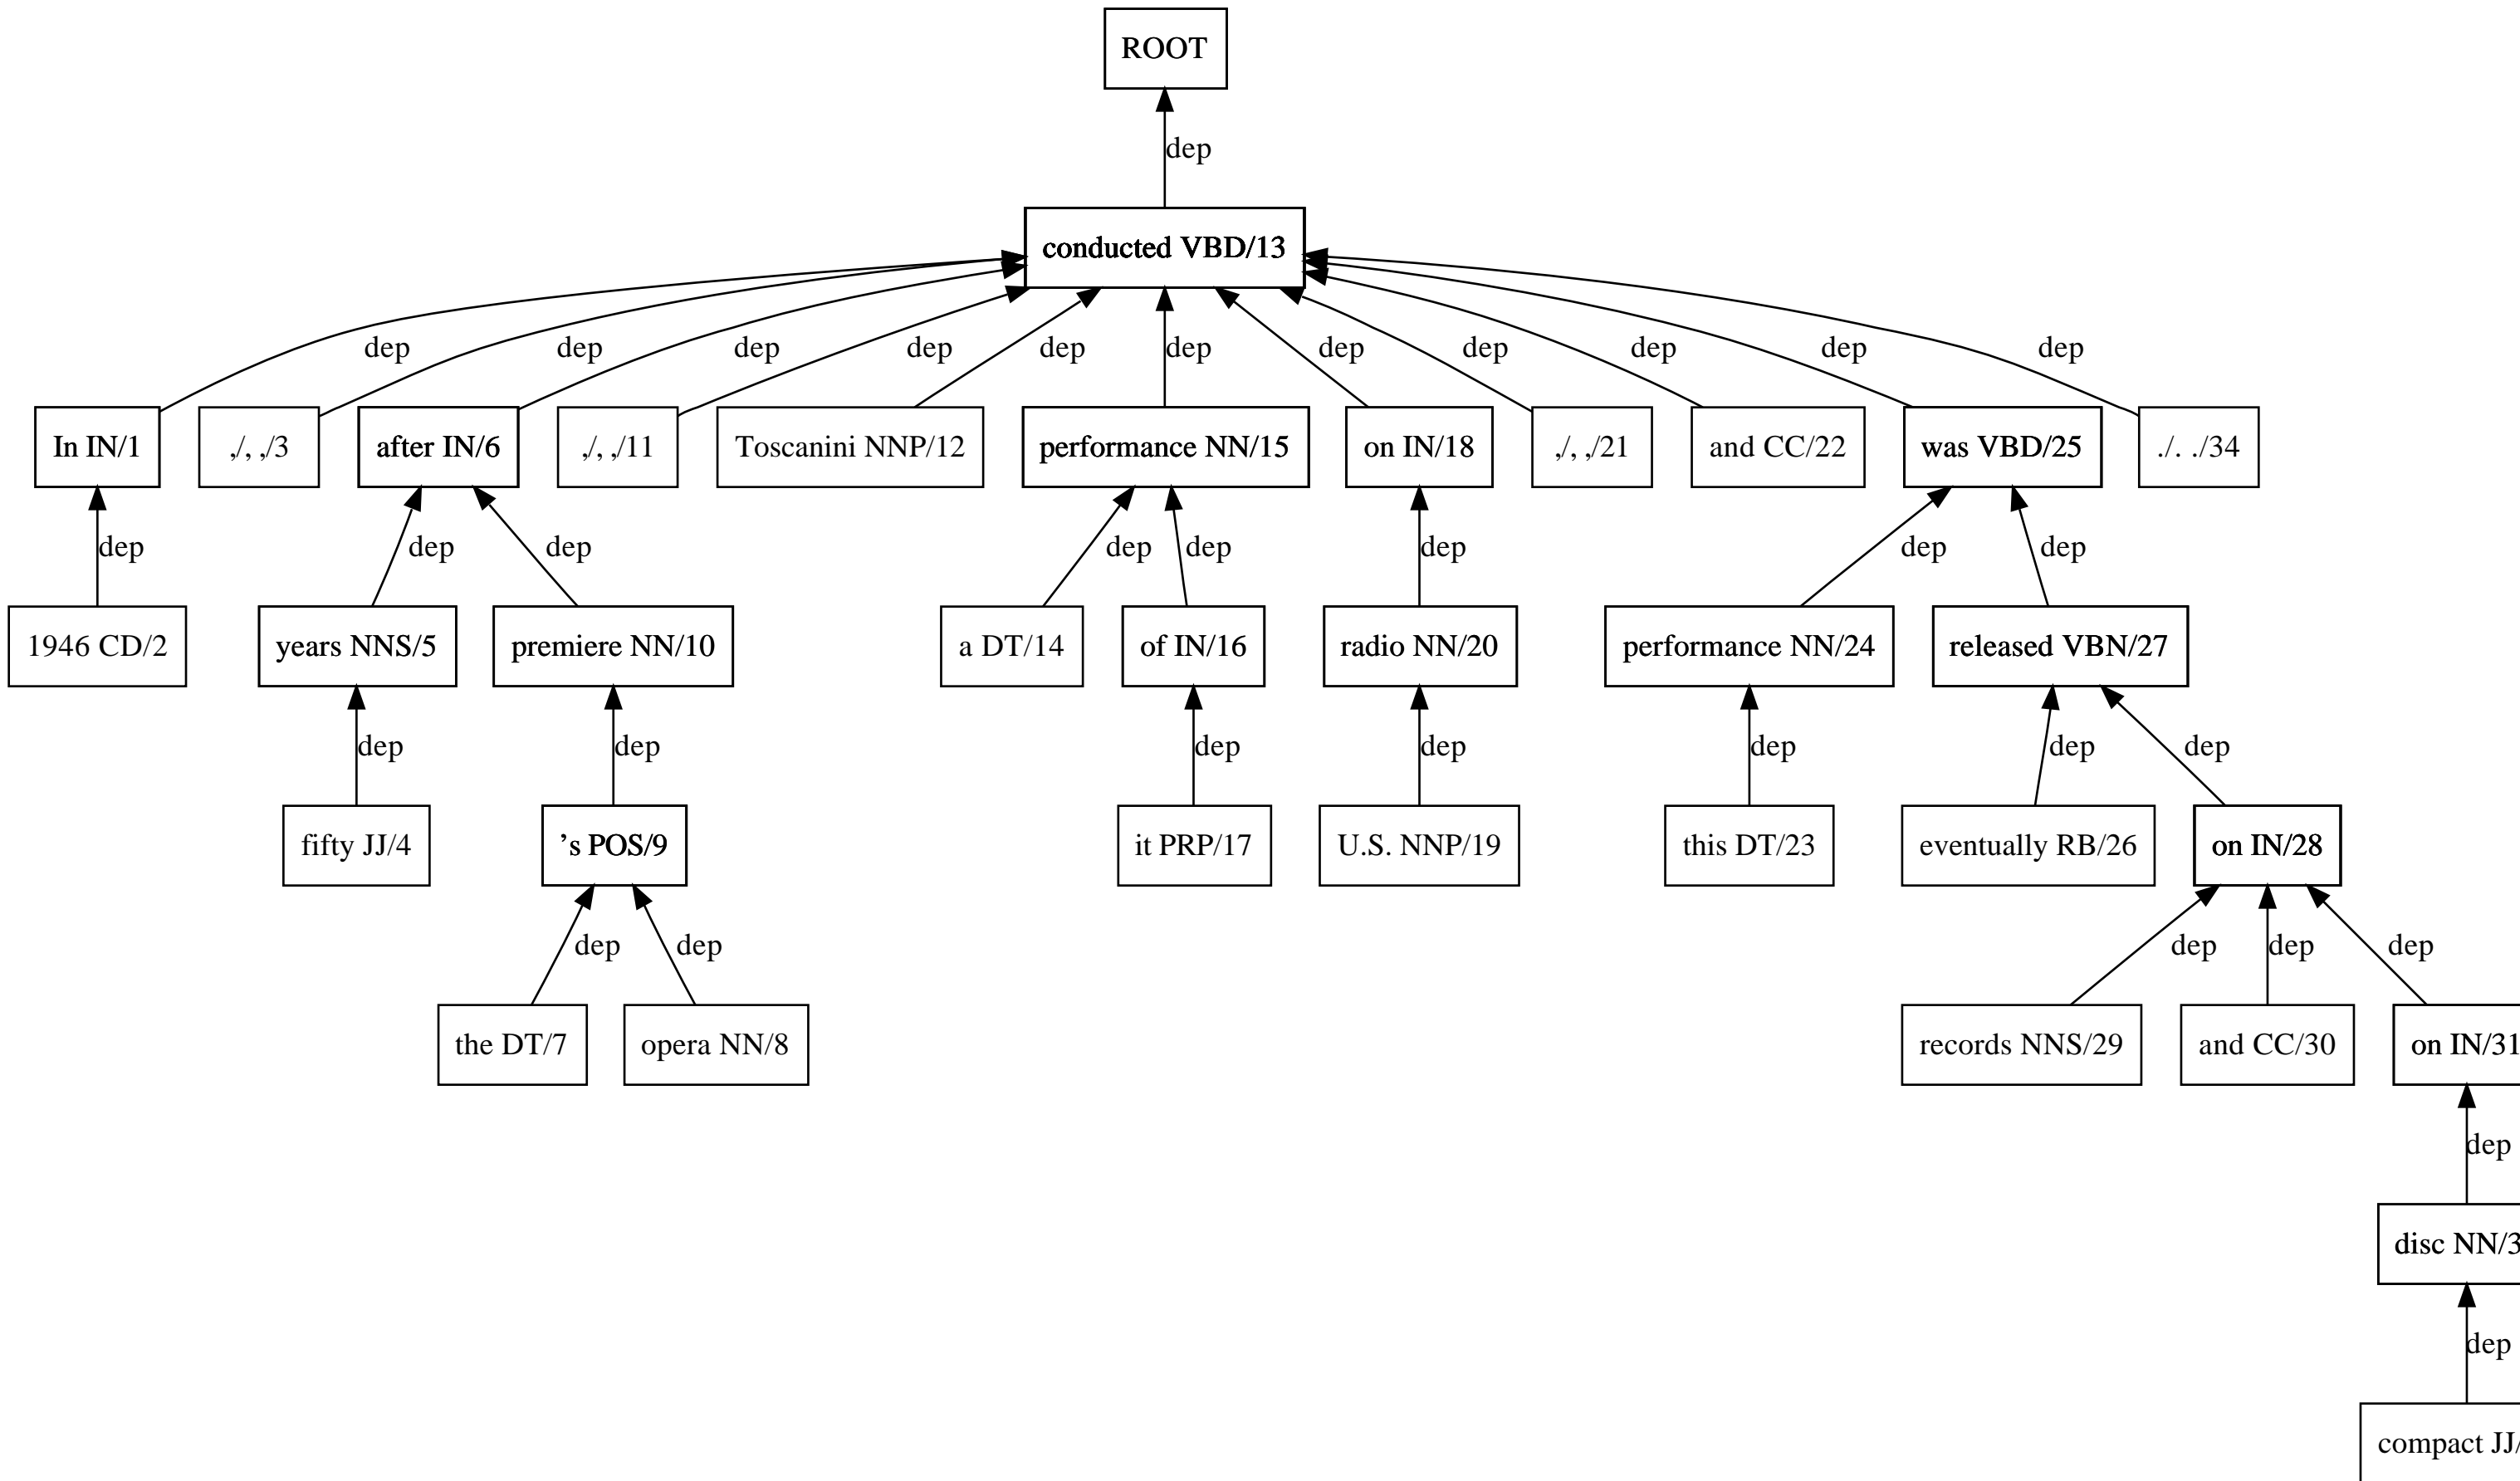 ROOT
dep
conducted VBD/13
dep dep dep dep dep dep dep dep dep dep dep
In IN/1 ,/, ,/3 after IN/6 ,/, ,/11 Toscanini NNP/12 performance NN/15 on IN/18 ,/, ,/21 and CC/22 was VBD/25 ./. ./34
dep dep dep dep dep dep dep dep
1946 CD/2 years NNS/5 premiere NN/10 a DT/14 of IN/16 radio NN/20 performance NN/24 released VBN/27
dep dep dep dep dep dep dep
fifty JJ/4 's POS/9 it PRP/17 U.S. NNP/19 this DT/23 eventually RB/26 on IN/28
dep dep dep dep dep
the DT/7 opera NN/8 records NNS/29 and CC/30 on IN/31
dep
disc NN/3
dep
compact JJ/